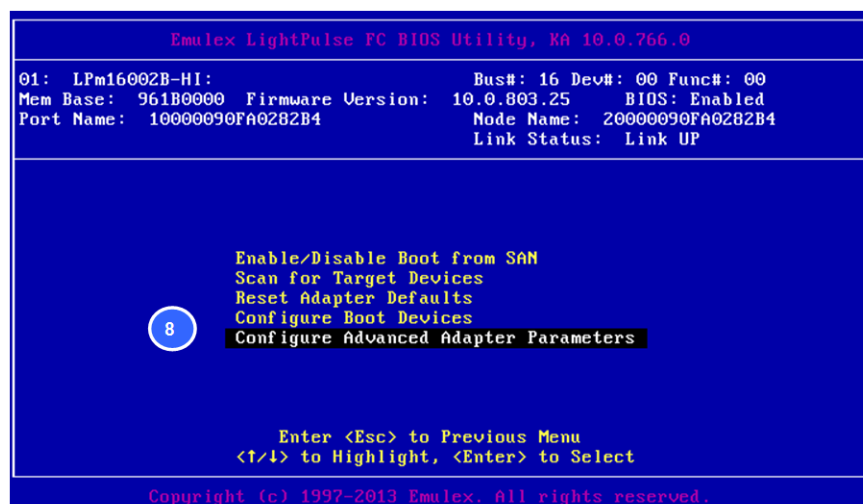 Emulex LightPulse FC BIOS Utility, KA 10.0.766.0
01: LPm16002B-HI: Bus#: 16 Dev#: 00 Func#: 00
Mem Base: 961B0000 Firmware Version: 10.0.803.25 BIOS: Enabled
Port Name: 10000090FA0282B4 Node Name: 20000090FA0282B4
Link Status: Link UP
Enable/Disable Boot from SAN
Scan for Target Devices
Reset Adapter Defaults
Configure Boot Devices
8
Configure Advanced Adapter Parameters
Enter <Esc> to Previous Menu
<↑/↓> to Highlight, <Enter> to Select
Copyright (c) 1997-2013 Emulex. All rights reserved.